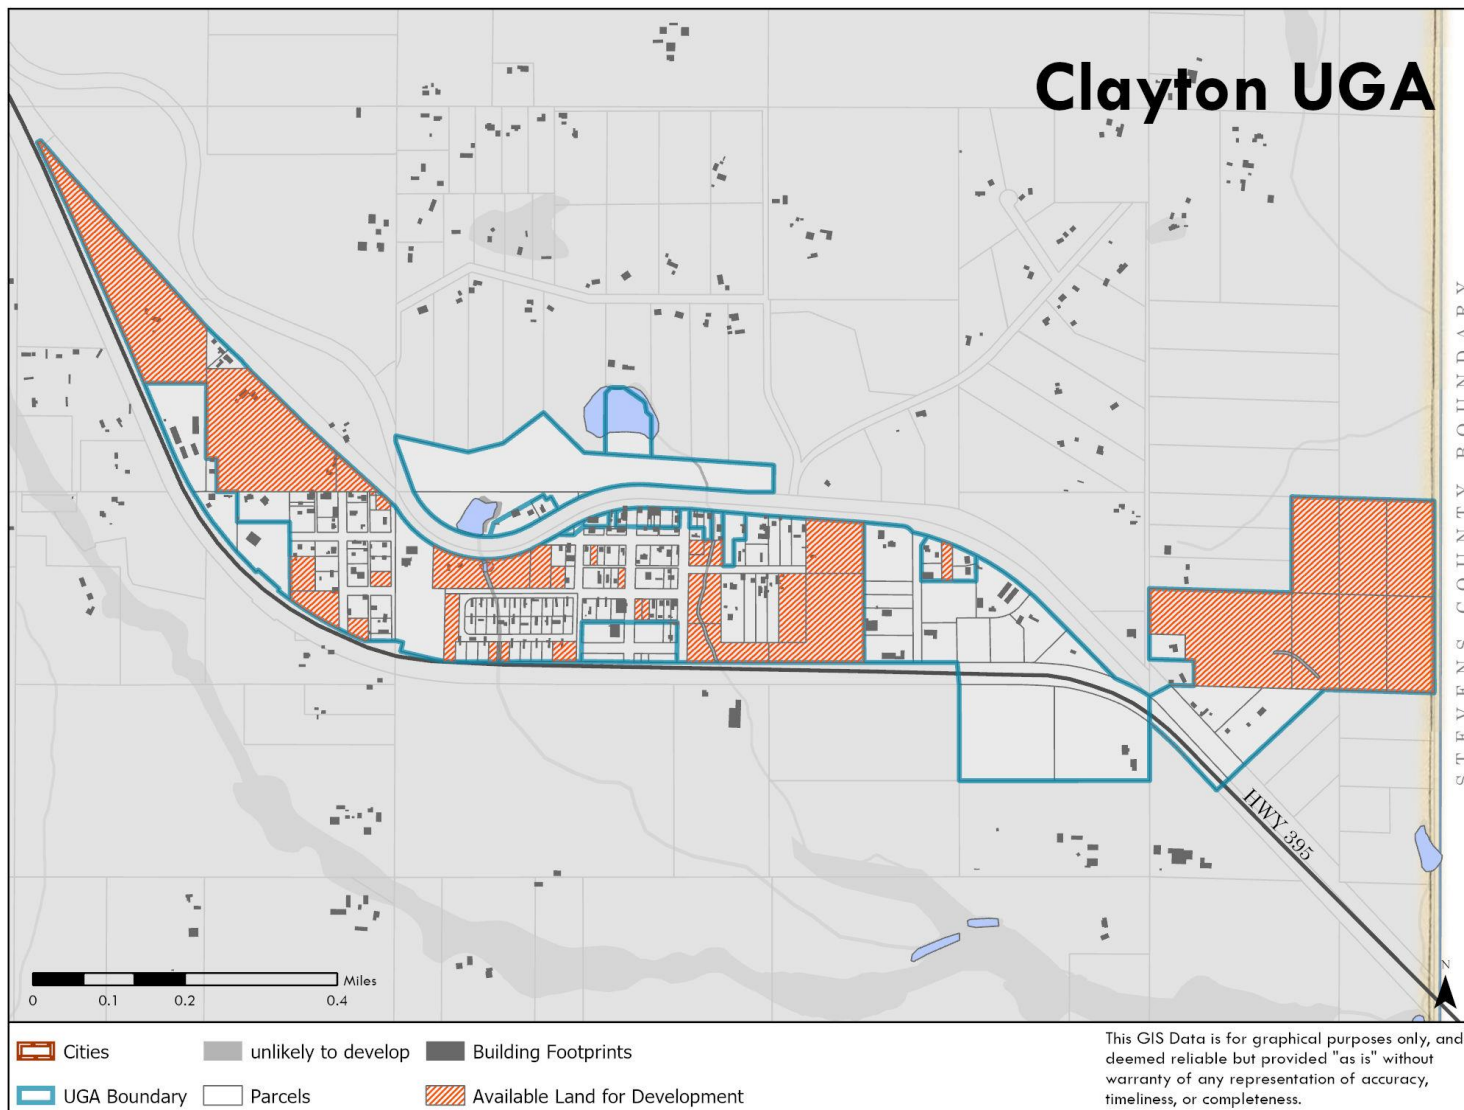 Clayton UGA
STEVENS COUNTY BOUNDARY
HWY 395
N
Miles
0 0.1 0.2 0.4
Cities
unlikely to develop
Building Footprints
UGA Boundary
Parcels
Available Land for Development
This GIS Data is for graphical purposes only, and
deemed reliable but provided "as is" without
warranty of any representation of accuracy,
timeliness, or completeness.